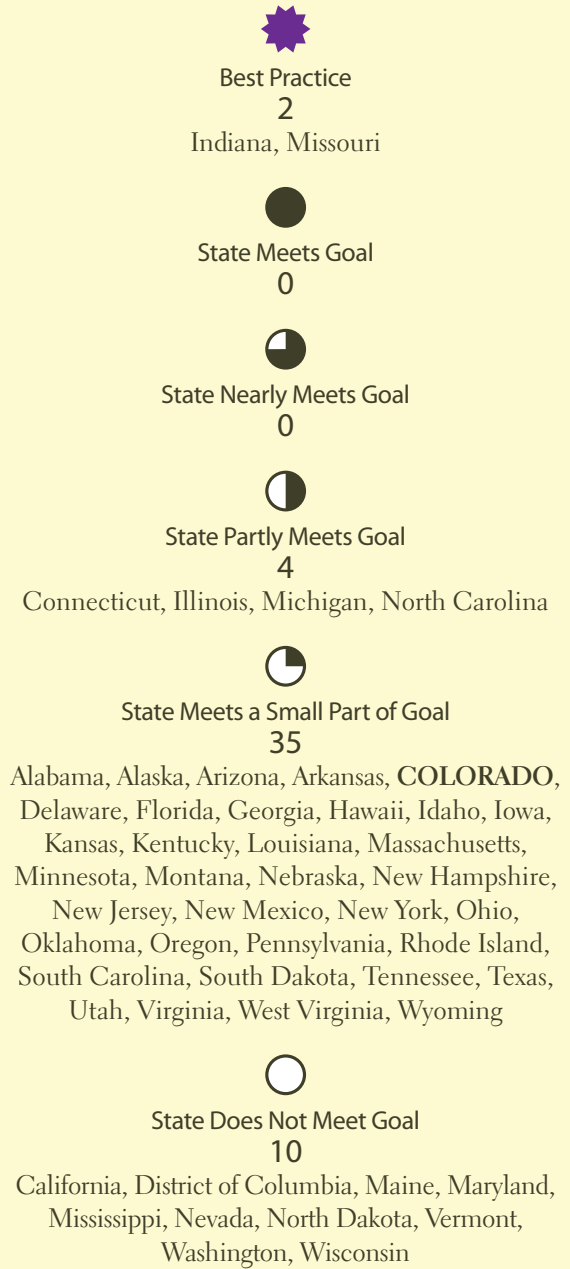 Best Practice
2
Indiana, Missouri
State Meets Goal
0
State Nearly Meets Goal
0
State Partly Meets Goal
4
Connecticut, Illinois, Michigan, North Carolina
State Meets a Small Part of Goal
35
Alabama, Alaska, Arizona, Arkansas, COLORADO,
Delaware, Florida, Georgia, Hawaii, Idaho, Iowa,
Kansas, Kentucky, Louisiana, Massachusetts,
Minnesota, Montana, Nebraska, New Hampshire,
New Jersey, New Mexico, New York, Ohio,
Oklahoma, Oregon, Pennsylvania, Rhode Island,
South Carolina, South Dakota, Tennessee, Texas,
Utah, Virginia, West Virginia, Wyoming
State Does Not Meet Goal
10
California, District of Columbia, Maine, Maryland,
Mississippi, Nevada, North Dakota, Vermont,
Washington, Wisconsin